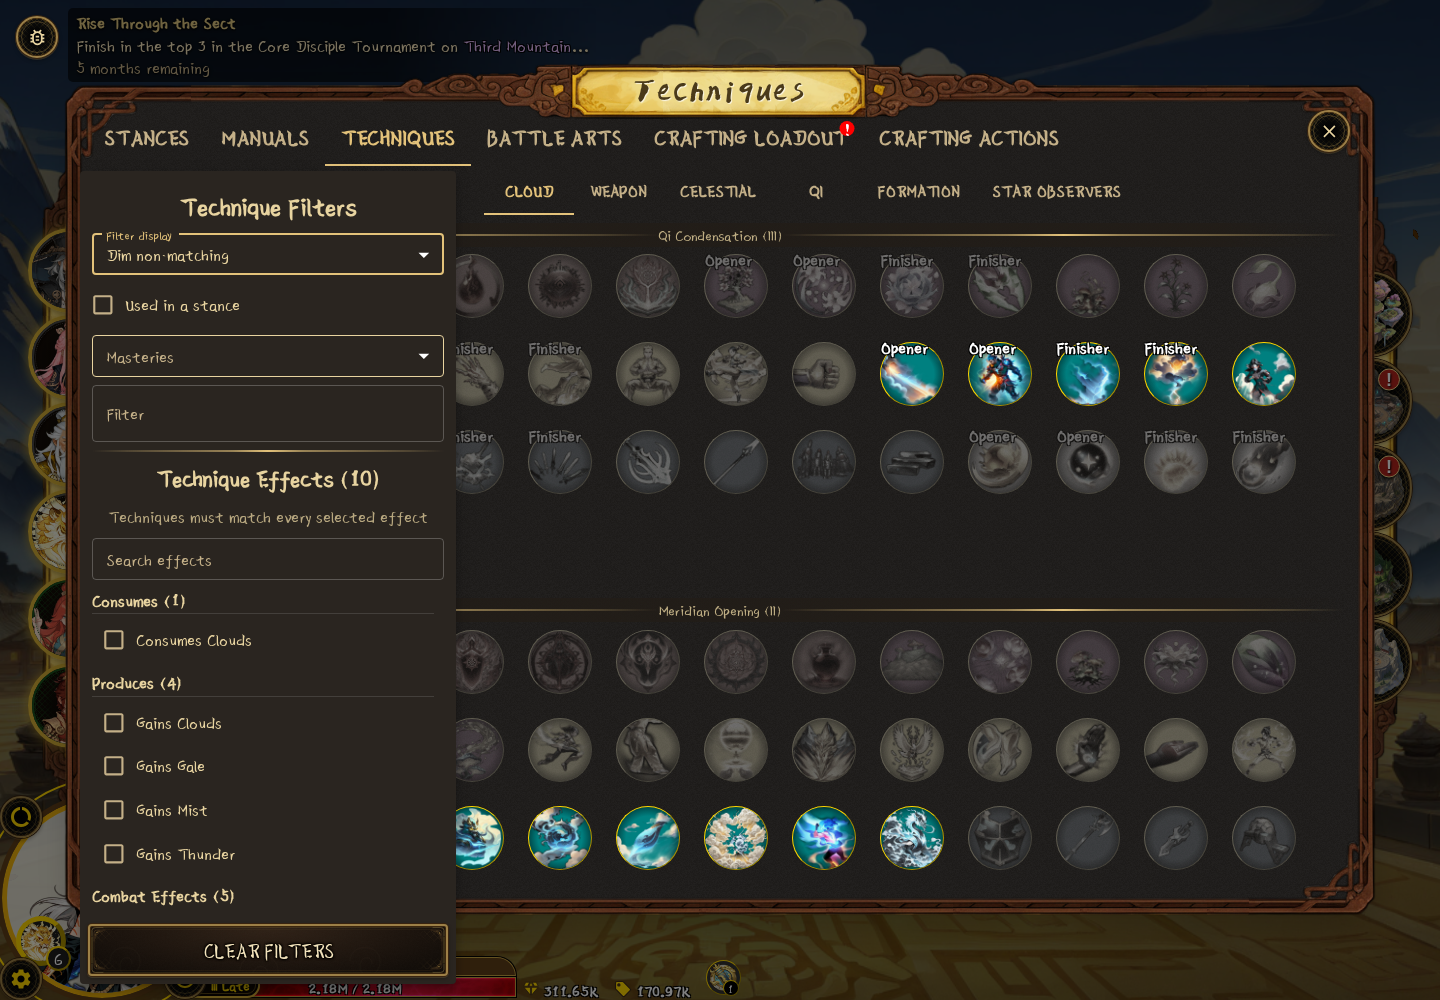 Rise Through the Sect
Finish in the top 3 in the Core Disciple Tournament on Third Mountain...
5 months remaining
Techniques
STANCES MANUALS TECHNIQUES BATTLE ARTS CRAFTING LOADOUT ! CRAFTING ACTIONS
CLOUD WEAPON CELESTIAL QI FORMATION STAR OBSERVERS
Technique Filters
Filter display
Dim non-matching
Used in a stance
Masteries
Filter
Technique Effects (10)
Techniques must match every selected effect
Search effects
Consumes (1)
Consumes Clouds
Produces (4)
Gains Clouds
Gains Gale
Gains Mist
Gains Thunder
Combat Effects (5)
CLEAR FILTERS
Qi Condensation (III)
Opener Opener Finisher Finisher
Finisher Opener Opener Finisher Finisher
Finisher Opener Opener Finisher Finisher
Meridian Opening (II)
!
!
6
2.18M / 2.18M
311.65K 170.97K 1